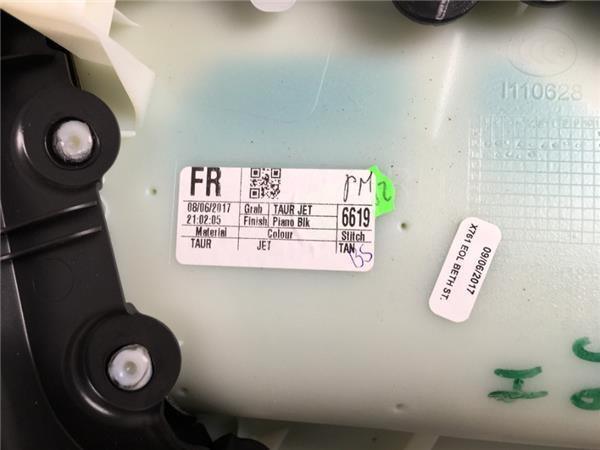 I110628
FR
PM
08/06/2017 Grab TAUR JET 6619
21:02:05 Finish Piano Blk
Material Colour Stitch
TAUR JET TAN
09/06/2017
X761 EOL BETH ST.
H